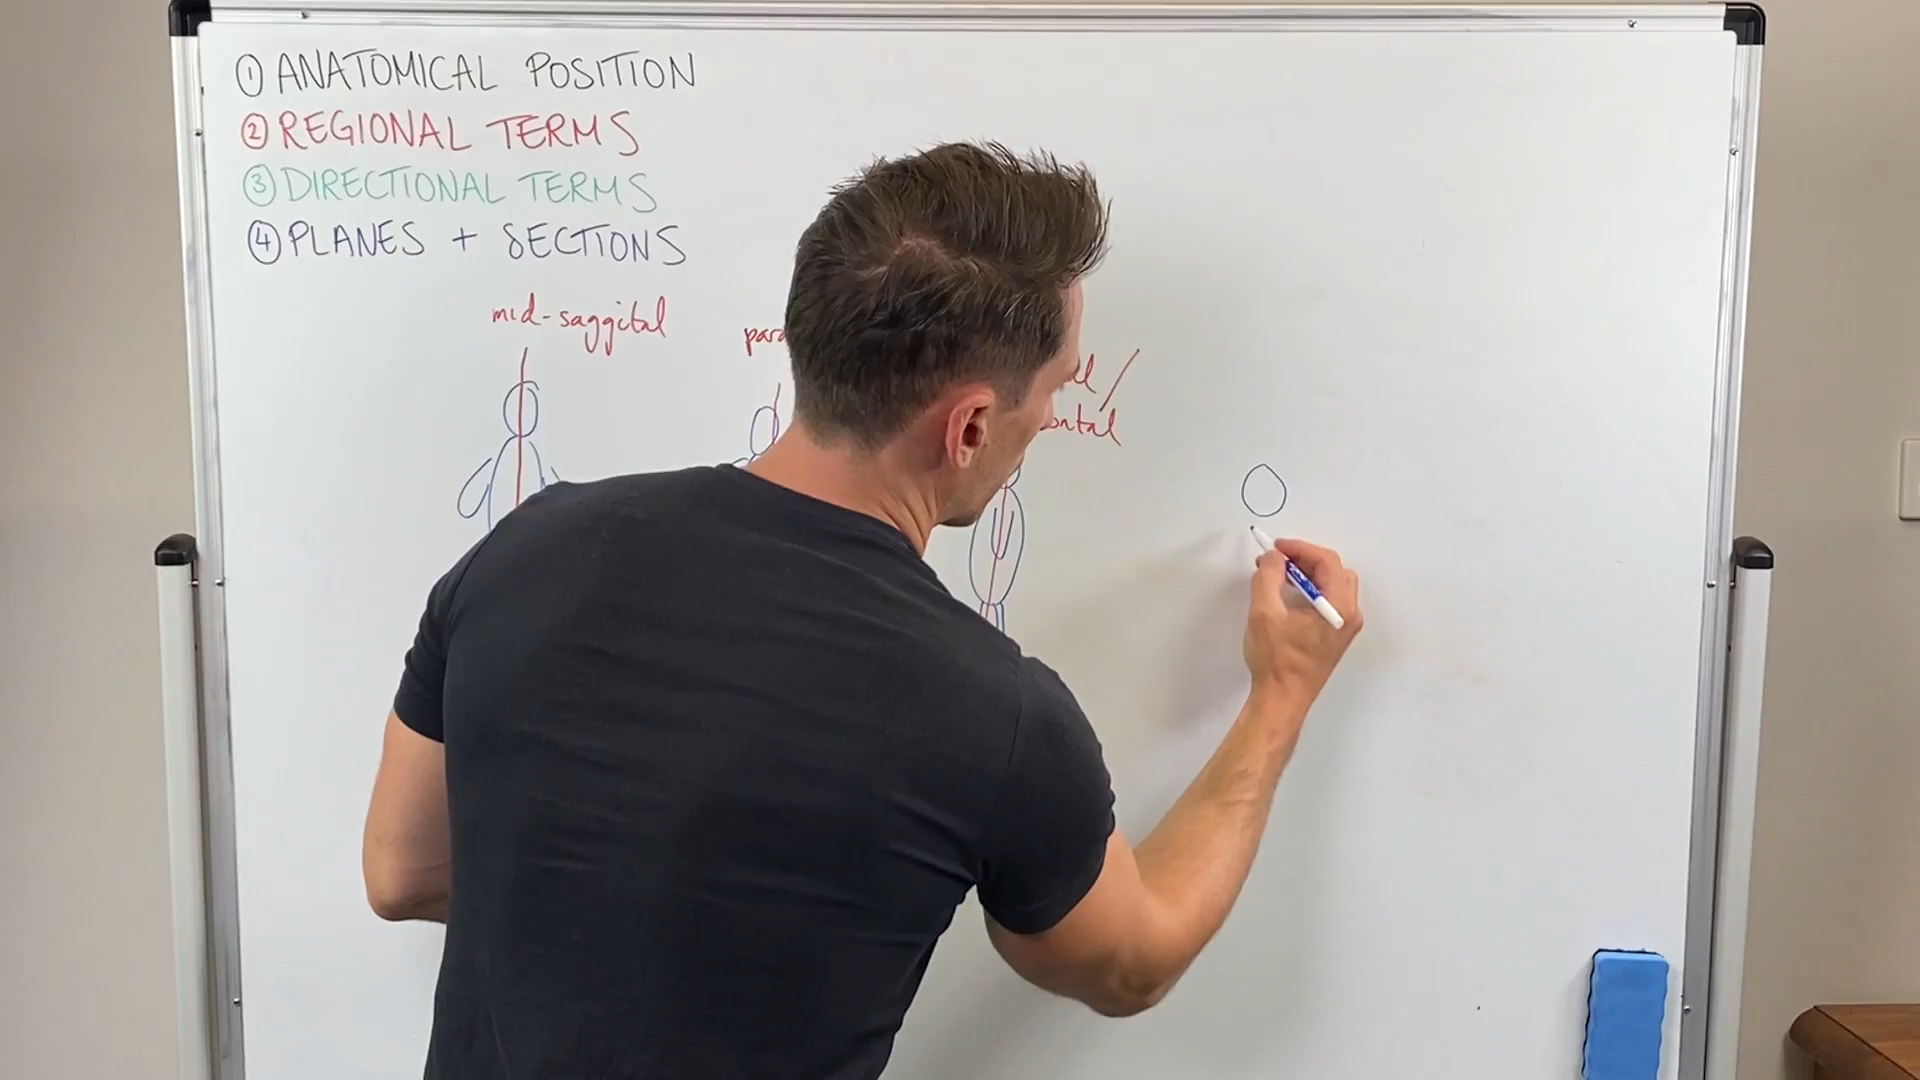 ① ANATOMICAL POSITION
② REGIONAL TERMS
③ DIRECTIONAL TERMS
④ PLANES + SECTIONS
mid-saggital